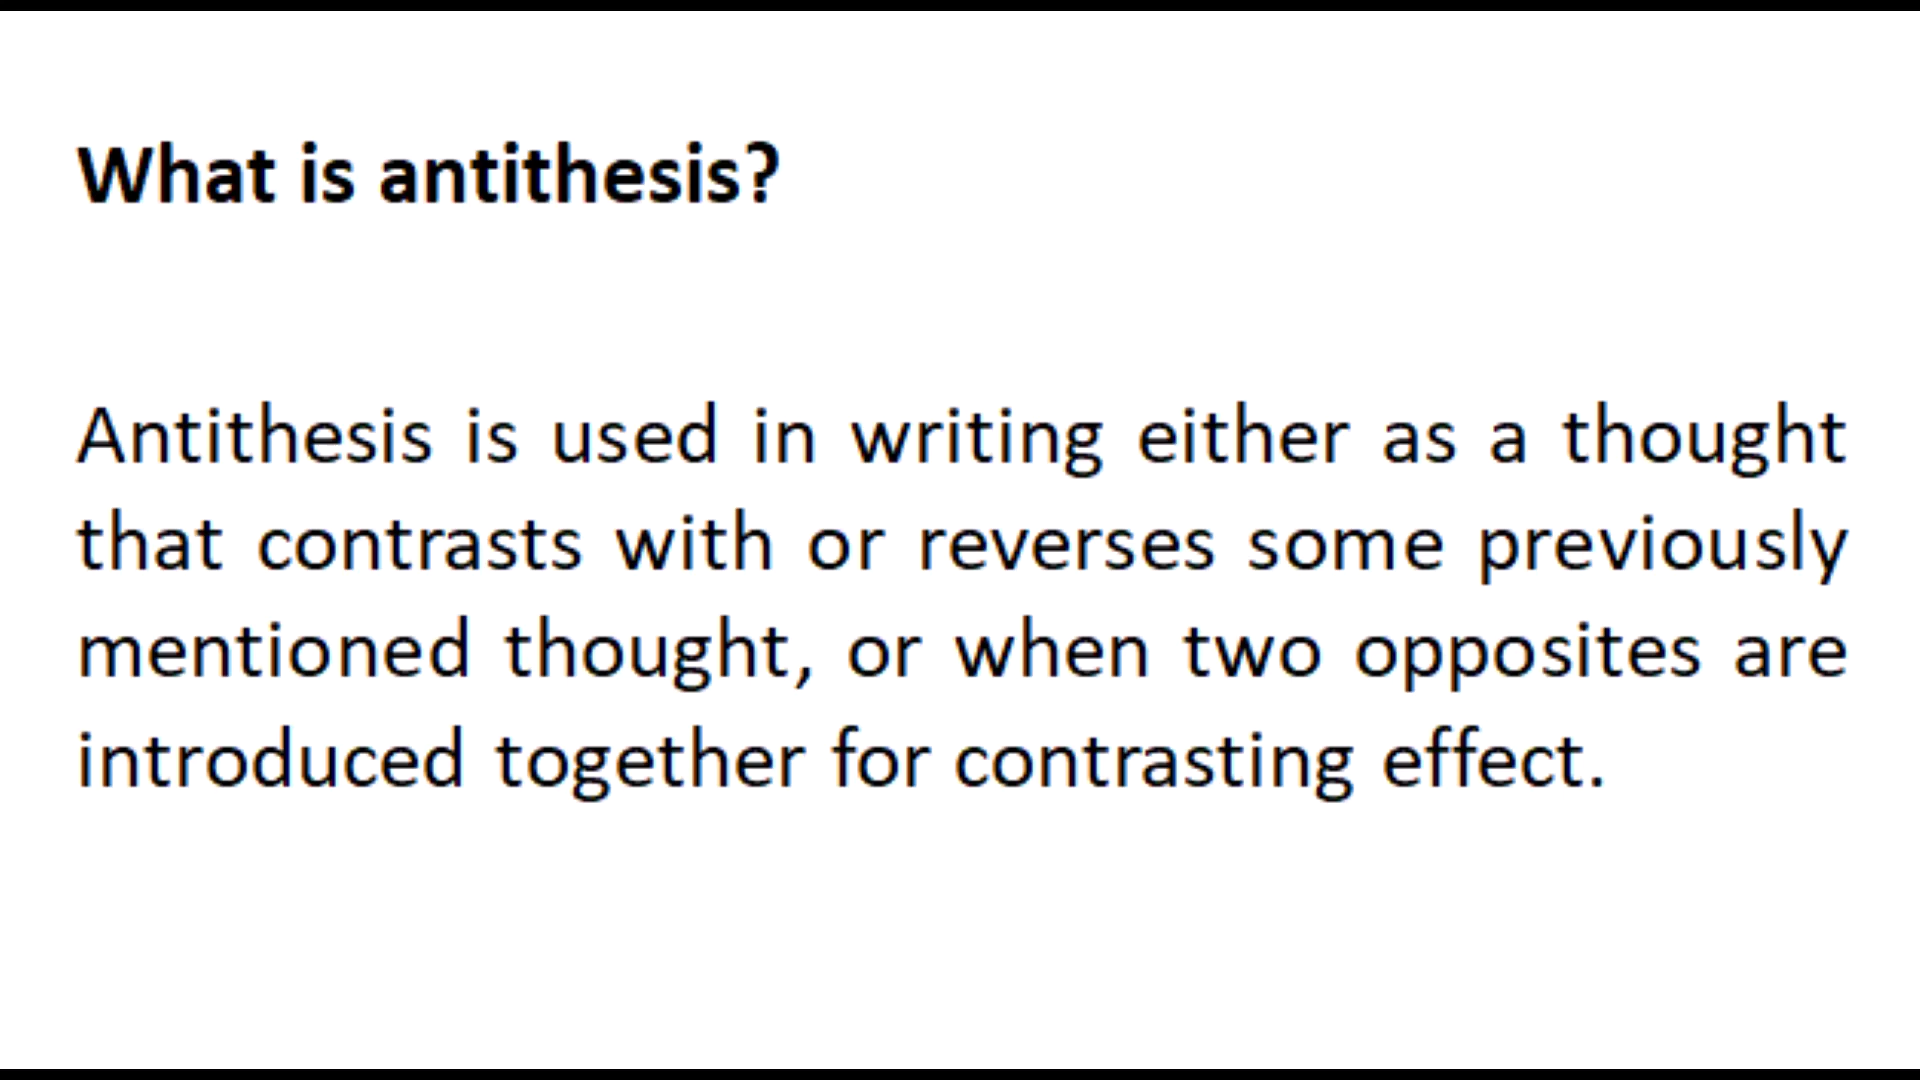 What is antithesis?
Antithesis is used in writing either as a thought
that contrasts with or reverses some previously
mentioned thought, or when two opposites are
introduced together for contrasting effect.